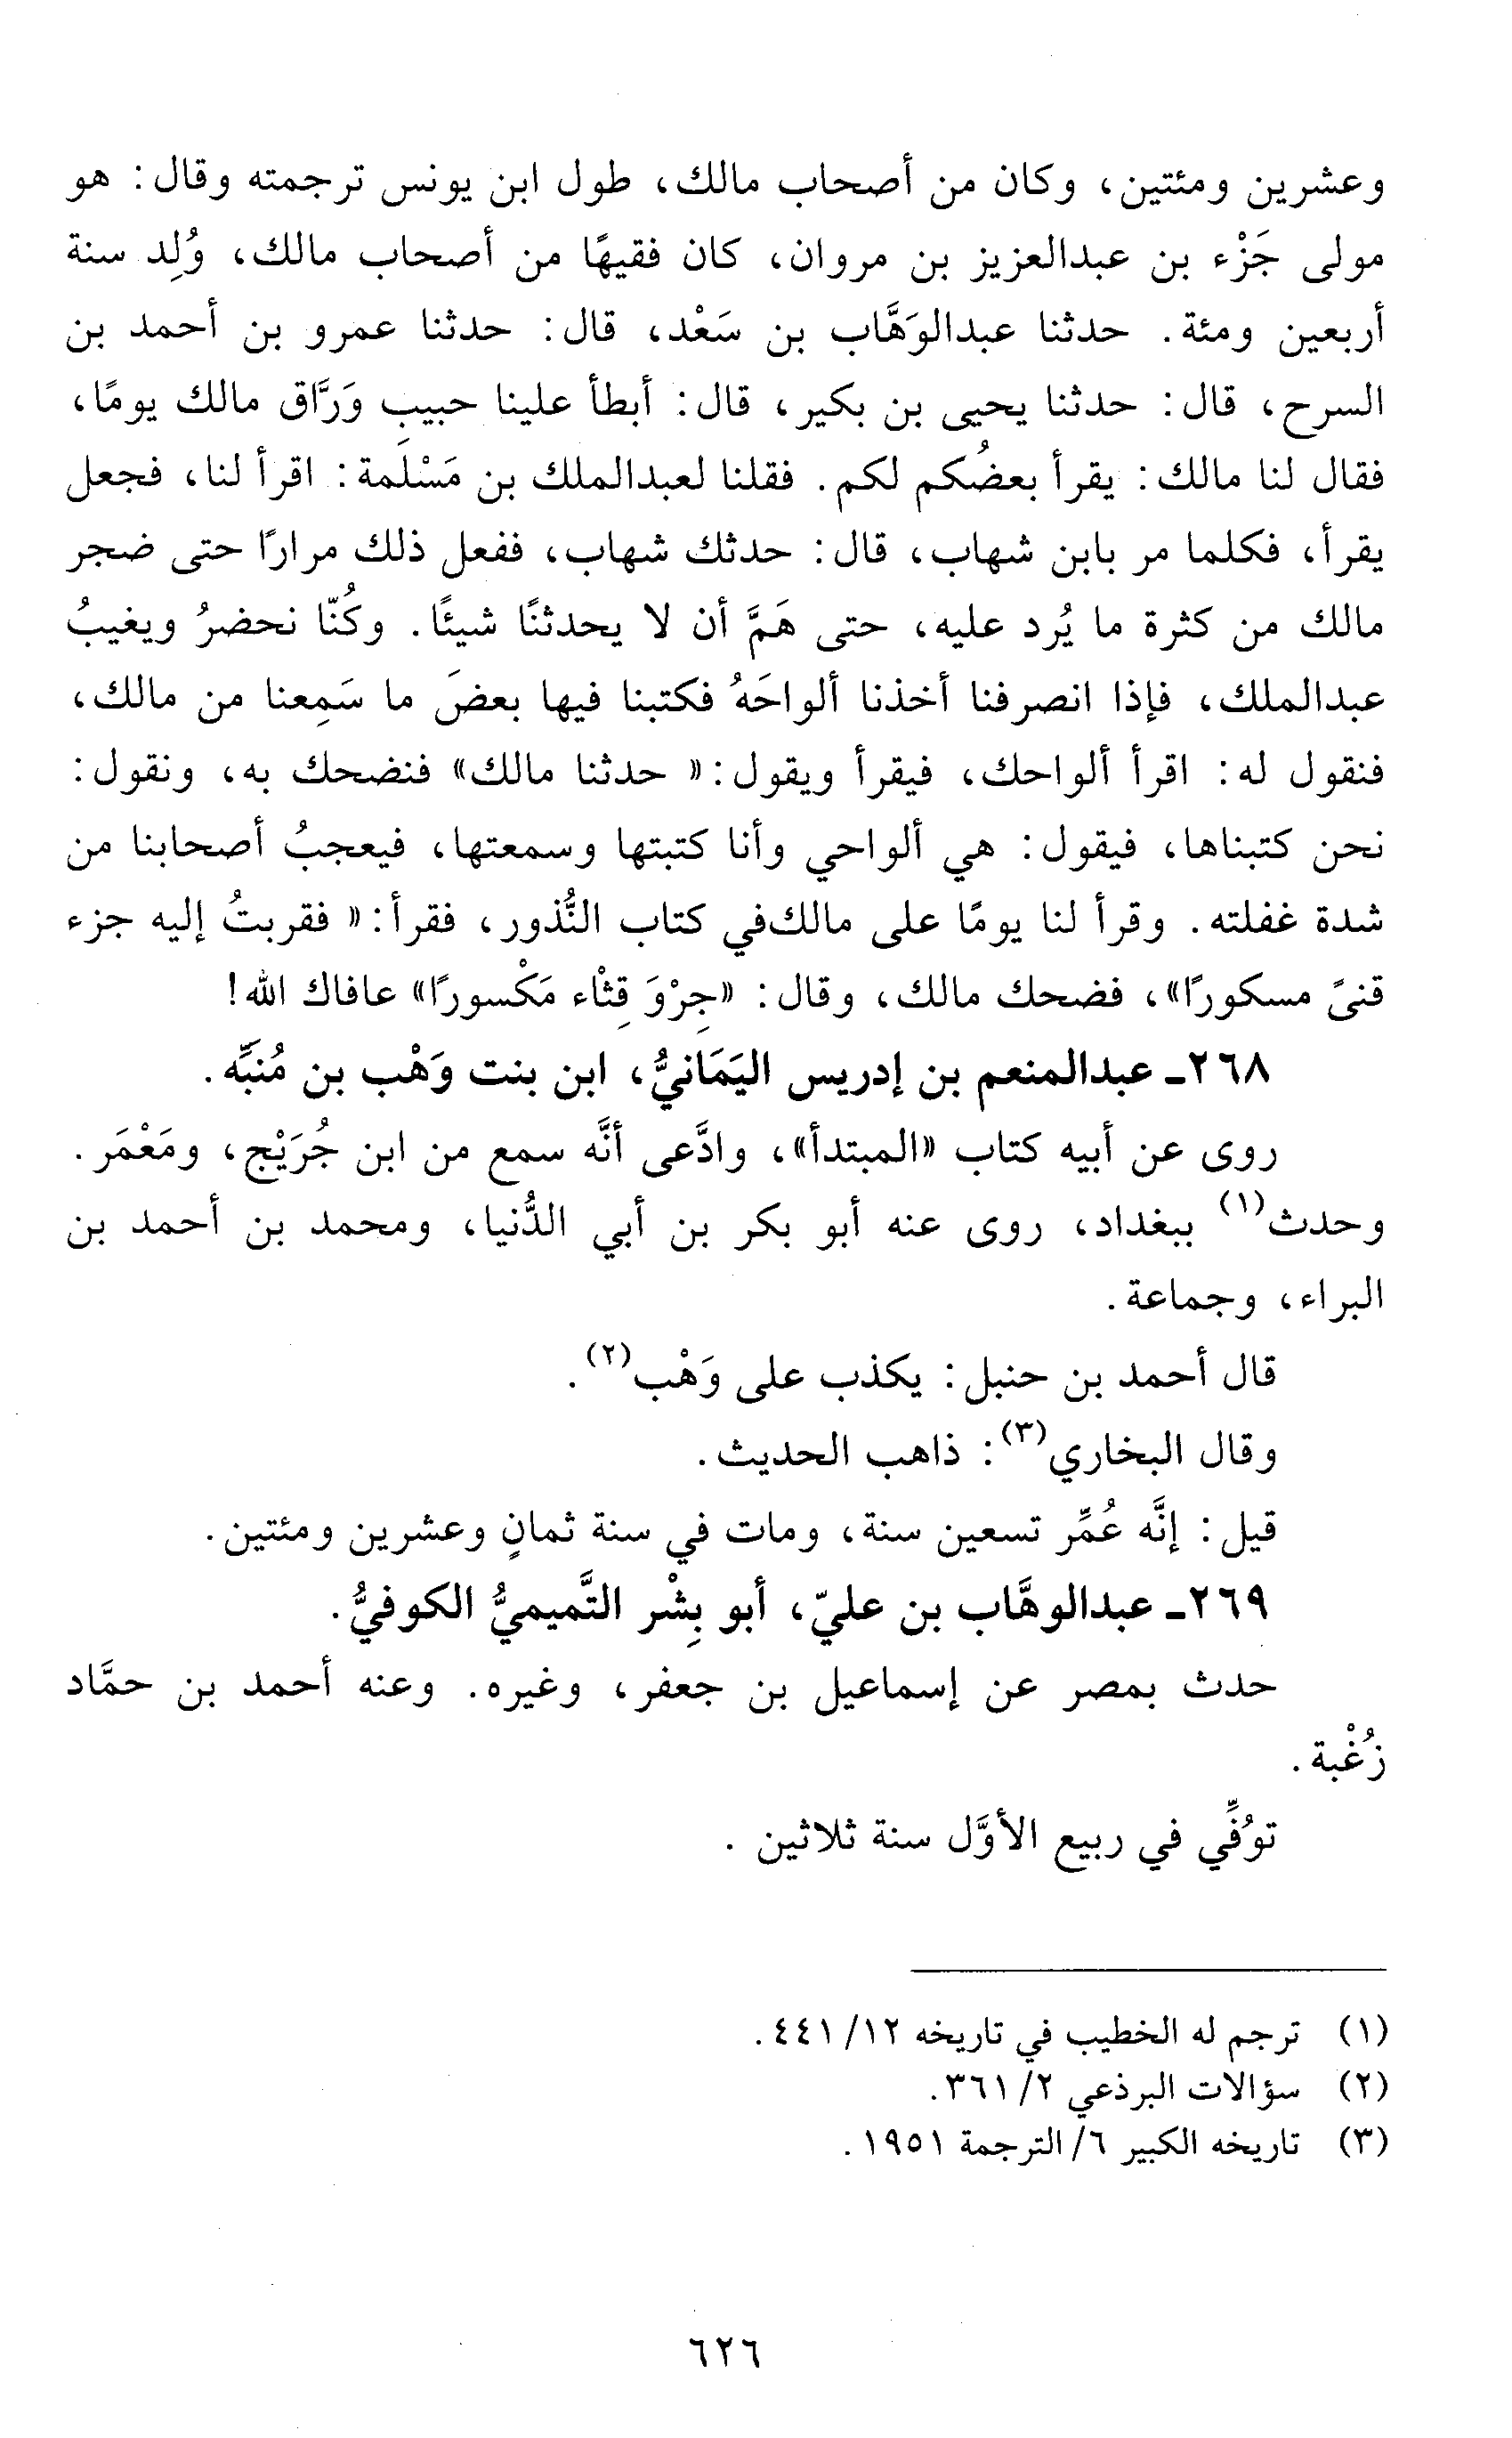 وعشرين ومئتين، وكان من أصحاب مالك، طول ابن يونس ترجمته وقال: هو
مولى جَزْء بن عبدالعزيز بن مروان، كان فقيهًا من أصحاب مالك، وُلِد سنة
أربعين ومئة. حدثنا عبدالوَهَّاب بن سَعْد، قال: حدثنا عمرو بن أحمد بن
السرح، قال: حدثنا يحيى بن بكير، قال: أبطأ علينا حبيب وَرَّاق مالك يومًا،
فقال لنا مالك: يقرأ بعضُكم لكم. فقلنا لعبدالملك بن مَسْلَمة: اقرأ لنا، فجعل
يقرأ، فكلما مر بابن شهاب، قال: حدثك شهاب، ففعل ذلك مرارًا حتى ضجر
مالك من كثرة ما يُرد عليه، حتى هَمَّ أن لا يحدثنًا شيئًا. وكُنّا نحضرُ ويغيبُ
عبدالملك، فإذا انصرفنا أخذنا ألواحَهُ فكتبنا فيها بعضَ ما سَمِعنا من مالك،
فنقول له: اقرأ ألواحك، فيقرأ ويقول:« حدثنا مالك» فنضحك به، ونقول:
نحن كتبناها، فيقول: هي ألواحي وأنا كتبتها وسمعتها، فيعجبُ أصحابنا من
شدة غفلته. وقرأ لنا يومًا على مالك في كتاب النُّذور، فقرأ:« فقربتُ إليه جزء
قنىً مسكورًا»، فضحك مالك، وقال: «جِرْوَ قِثْاء مَكْسورًا» عافاك الله!
٢٦٨ـ عبدالمنعم بن إدريس اليَمَانيُّ، ابن بنت وَهْب بن مُنبِّه.
روى عن أبيه كتاب «المبتدأ»، وادَّعى أنَّه سمع من ابن جُرَيْج، ومَعْمَر.
وحدث(١) ببغداد، روى عنه أبو بكر بن أبي الدُّنيا، ومحمد بن أحمد بن
البراء، وجماعة.
قال أحمد بن حنبل: يكذب على وَهْب(٢).
وقال البخاري(٣): ذاهب الحديث.
قيل: إنَّه عُمِّر تسعين سنة، ومات في سنة ثمانٍ وعشرين ومئتين.
٢٦٩ـ عبدالوهَّاب بن عليّ، أبو بِشْر التَّميميُّ الكوفيُّ.
حدث بمصر عن إسماعيل بن جعفر، وغيره. وعنه أحمد بن حمَّاد
زُغْبة.
توُفِّي في ربيع الأوَّل سنة ثلاثين .
(١) ترجم له الخطيب في تاريخه ١٢/ ٤٤١.
(٢) سؤالات البرذعي ٢/ ٣٦١.
(٣) تاريخه الكبير ٦/ الترجمة ١٩٥١.
٦٢٦